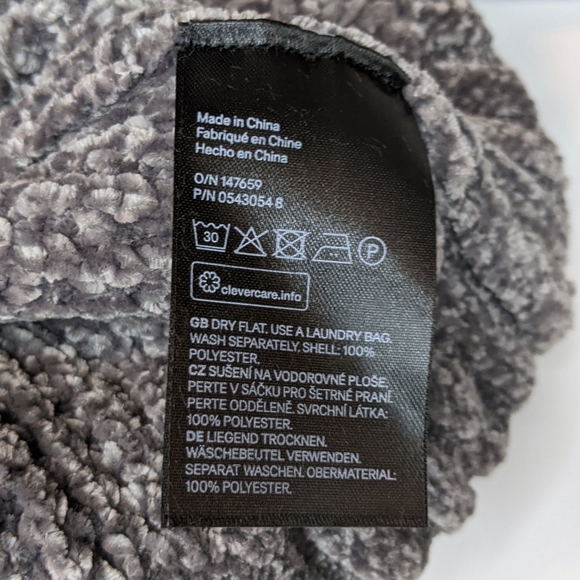 Made in China
Fabriqué en Chine
Hecho en China
O/N 147659
P/N 0543054 8
30 P
clevercare.info
GB DRY FLAT. USE A LAUNDRY BAG.
WASH SEPARATELY, SHELL: 100%
POLYESTER.
CZ SUŠENÍ NA VODOROVNÉ PLOŠE.
PERTE V SÁČKU PRO ŠETRNÉ PRANÍ.
PERTE ODDĚLENĚ. SVRCHNÍ LÁTKA:
100% POLYESTER.
DE LIEGEND TROCKNEN.
WÄSCHEBEUTEL VERWENDEN.
SEPARAT WASCHEN. OBERMATERIAL:
100% POLYESTER.